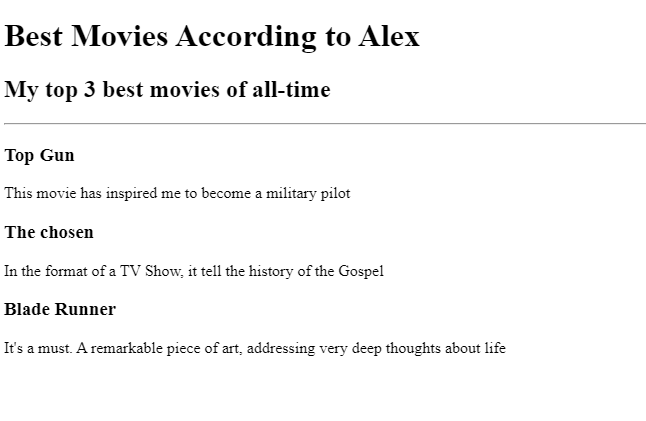 Best Movies According to Alex
My top 3 best movies of all-time
Top Gun
This movie has inspired me to become a military pilot
The chosen
In the format of a TV Show, it tell the history of the Gospel
Blade Runner
It's a must. A remarkable piece of art, addressing very deep thoughts about life